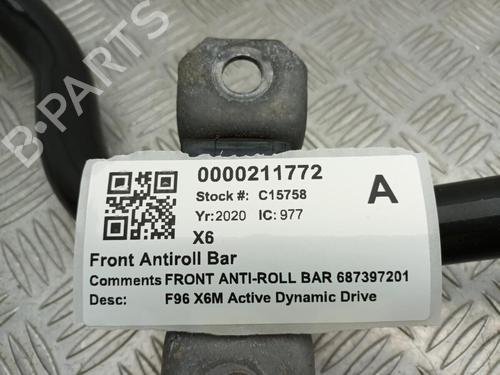 B-PARTS
0000211772
Stock #: C15758
A
Yr: 2020 IC: 977
X6
Front Antiroll Bar
Comments FRONT ANTI-ROLL BAR 687397201
Desc: F96 X6M Active Dynamic Drive